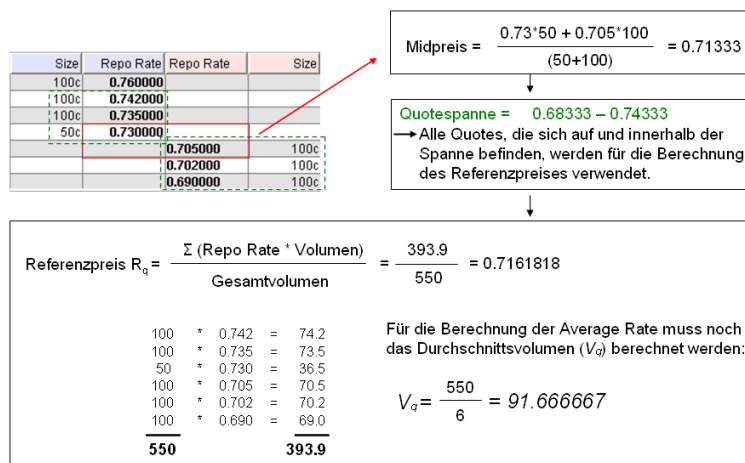 Size Repo Rate Repo Rate Size
100c 0.760000
100c 0.742000
100c 0.735000
50c 0.730000
0.705000 100c
0.702000 100c
0.690000 100c
Midpreis = 0.73*50 + 0.705*100 / (50+100) = 0.71333
Quotespanne = 0.68333 – 0.74333
Alle Quotes, die sich auf und innerhalb der
Spanne befinden, werden für die Berechnung
des Referenzpreises verwendet.
Referenzpreis Rq = Σ (Repo Rate * Volumen) / Gesamtvolumen = 393.9 / 550 = 0.7161818
100 * 0.742 = 74.2
100 * 0.735 = 73.5
50 * 0.730 = 36.5
100 * 0.705 = 70.5
100 * 0.702 = 70.2
100 * 0.690 = 69.0
550 393.9
Für die Berechnung der Average Rate muss noch
das Durchschnittsvolumen (Vq) berechnet werden:
Vq = 550 / 6 = 91.666667